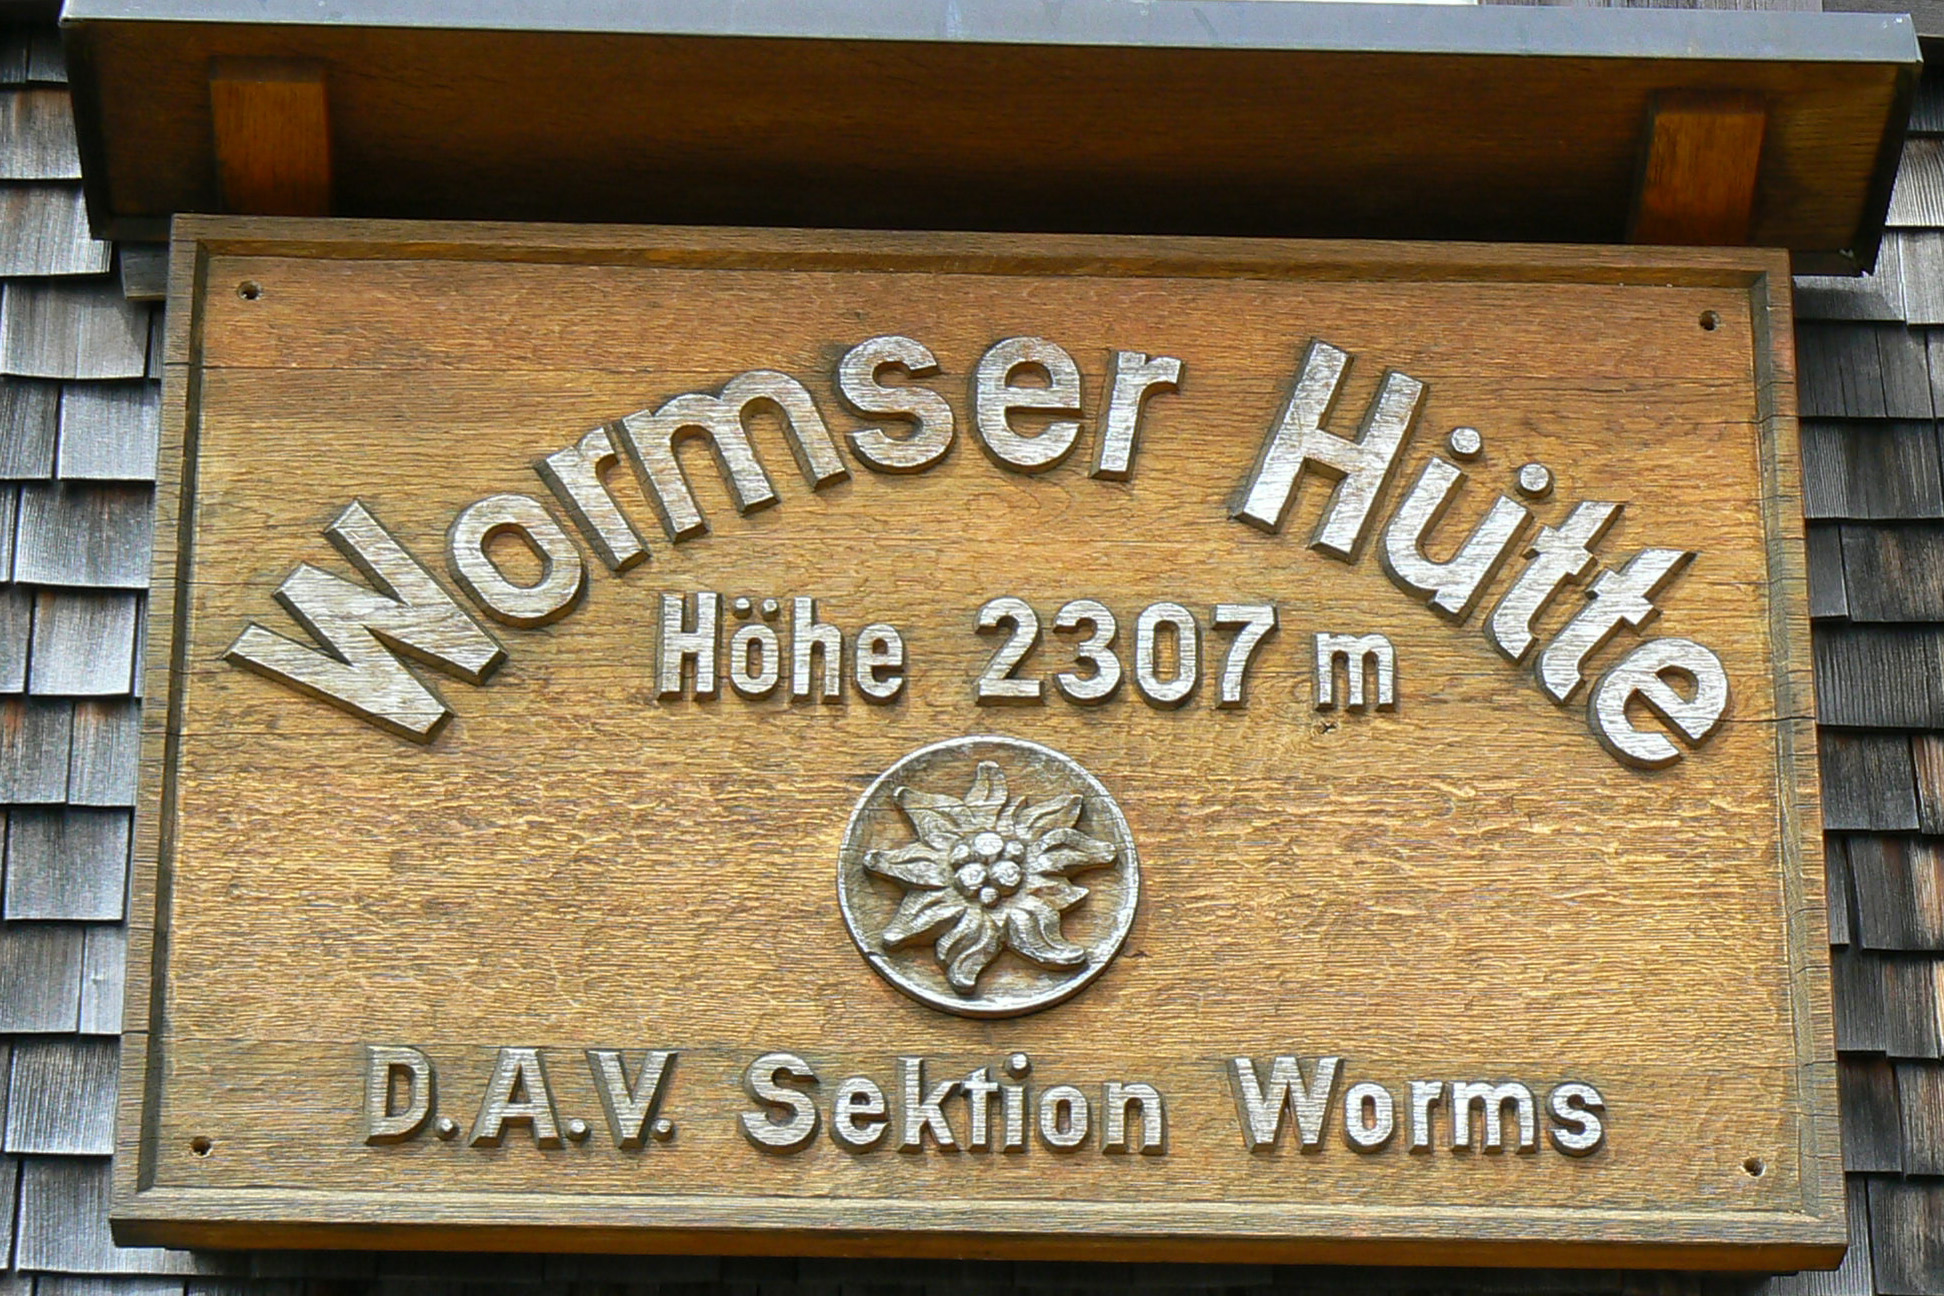 Wormser Hütte
Höhe 2307 m
D.A.V. Sektion Worms